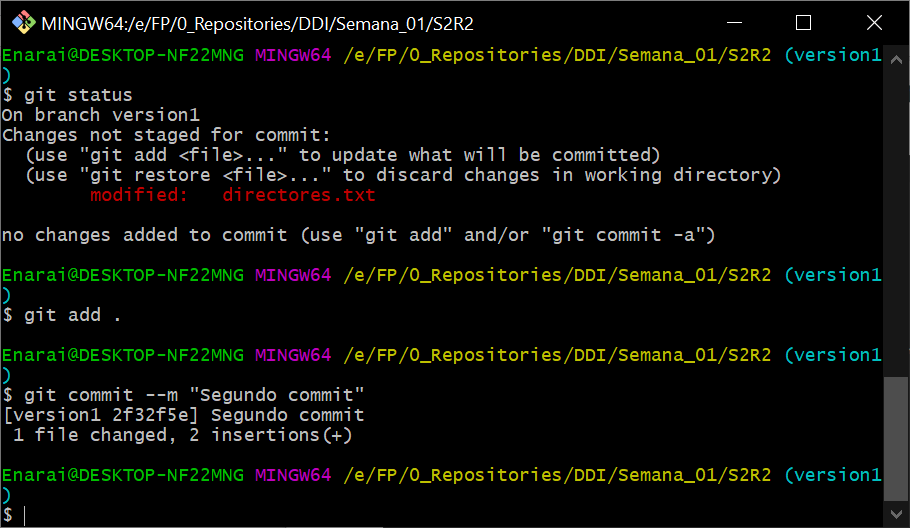 MINGW64:/e/FP/0_Repositories/DDI/Semana_01/S2R2
Enarai@DESKTOP-NF22MNG MINGW64 /e/FP/0_Repositories/DDI/Semana_01/S2R2 (version1
)
$ git status
On branch version1
Changes not staged for commit:
  (use "git add <file>..." to update what will be committed)
  (use "git restore <file>..." to discard changes in working directory)
        modified:   directores.txt

no changes added to commit (use "git add" and/or "git commit -a")

Enarai@DESKTOP-NF22MNG MINGW64 /e/FP/0_Repositories/DDI/Semana_01/S2R2 (version1
)
$ git add .

Enarai@DESKTOP-NF22MNG MINGW64 /e/FP/0_Repositories/DDI/Semana_01/S2R2 (version1
)
$ git commit --m "Segundo commit"
[version1 2f32f5e] Segundo commit
 1 file changed, 2 insertions(+)

Enarai@DESKTOP-NF22MNG MINGW64 /e/FP/0_Repositories/DDI/Semana_01/S2R2 (version1
)
$